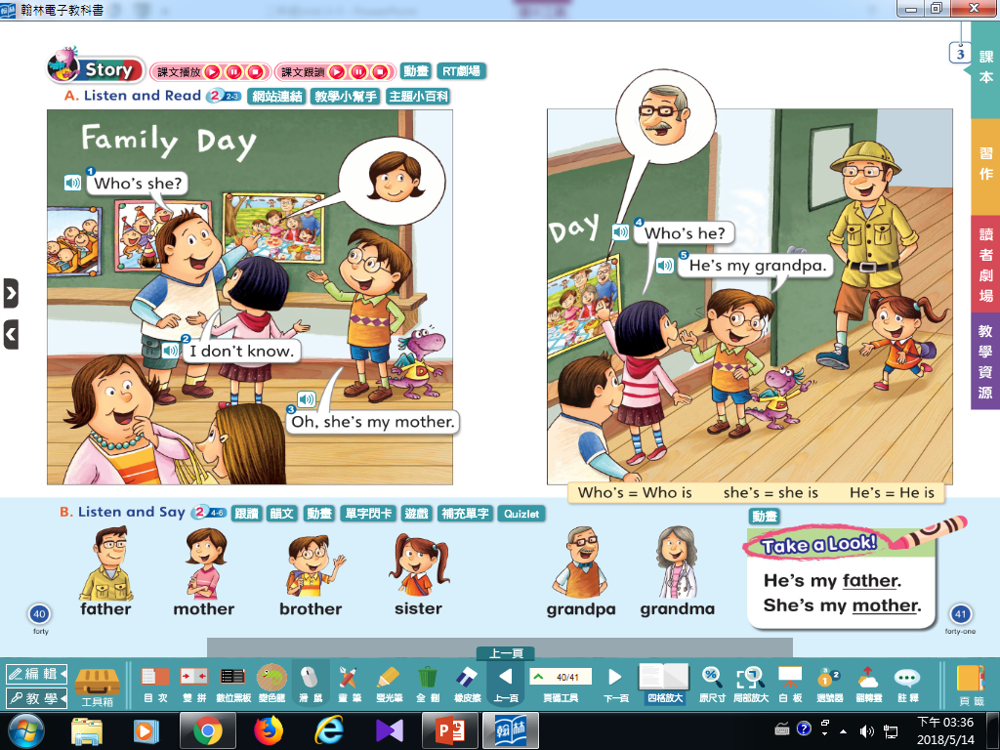 翰林電子教科書
3
課本
習作
讀者劇場
教學資源
Story
課文播放
課文跟讀
動畫
RT劇場
A. Listen and Read
2 2-3
網站連結
教學小幫手
主題小百科
Family Day
1
Who's she?
2
I don't know.
3
Oh, she's my mother.
Day
4
Who's he?
5
He's my grandpa.
Who's = Who is she's = she is He's = He is
B. Listen and Say
2 4-6
跟讀
韻文
動畫
單字閃卡
遊戲
補充單字
Quizlet
father
mother
brother
sister
grandpa
grandma
動畫
Take a Look!
He's my father.
She's my mother.
40
forty
41
forty-one
上一頁
編輯
教學
工具箱
目次
雙拼
數位黑板
變色龍
滑鼠
畫筆
螢光筆
全刪
橡皮擦
上一頁
40/41
頁碼工具
下一頁
四格放大
原尺寸
局部放大
白板
選號器
翻轉雲
註釋
頁籤
翰林
下午 03:36
2018/5/14